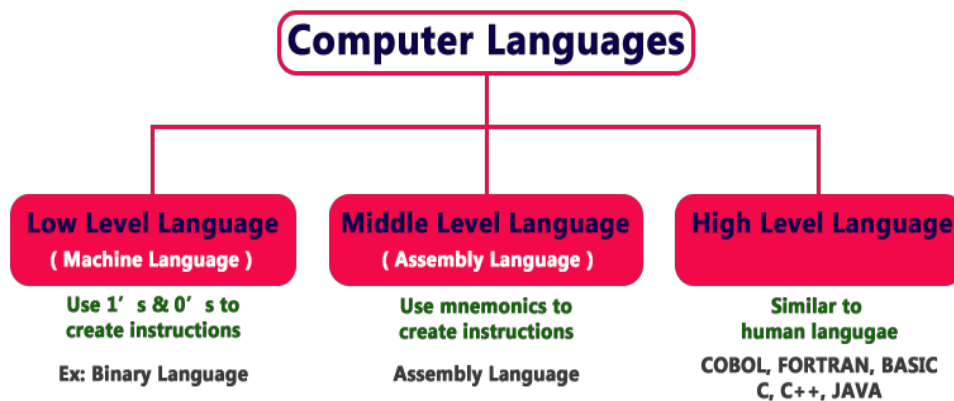 Computer Languages
Low Level Language
( Machine Language )
Use 1' s & 0' s to
create instructions
Ex: Binary Language
Middle Level Language
( Assembly Language )
Use mnemonics to
create instructions
Assembly Language
High Level Language
Similar to
human langugae
COBOL, FORTRAN, BASIC
C, C++, JAVA